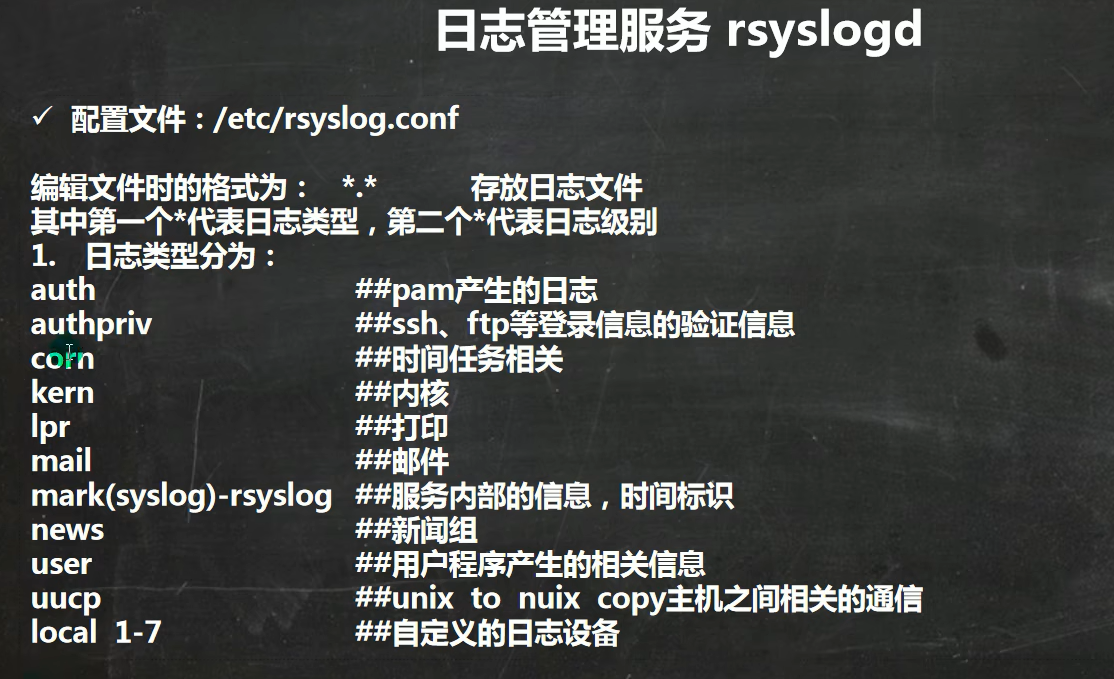 日志管理服务 rsyslogd
✓ 配置文件：/etc/rsyslog.conf
编辑文件时的格式为： *.* 存放日志文件
其中第一个*代表日志类型，第二个*代表日志级别
1. 日志类型分为：
auth ##pam产生的日志
authpriv ##ssh、ftp等登录信息的验证信息
corn ##时间任务相关
kern ##内核
lpr ##打印
mail ##邮件
mark(syslog)-rsyslog ##服务内部的信息，时间标识
news ##新闻组
user ##用户程序产生的相关信息
uucp ##unix to nuix copy主机之间相关的通信
local 1-7 ##自定义的日志设备